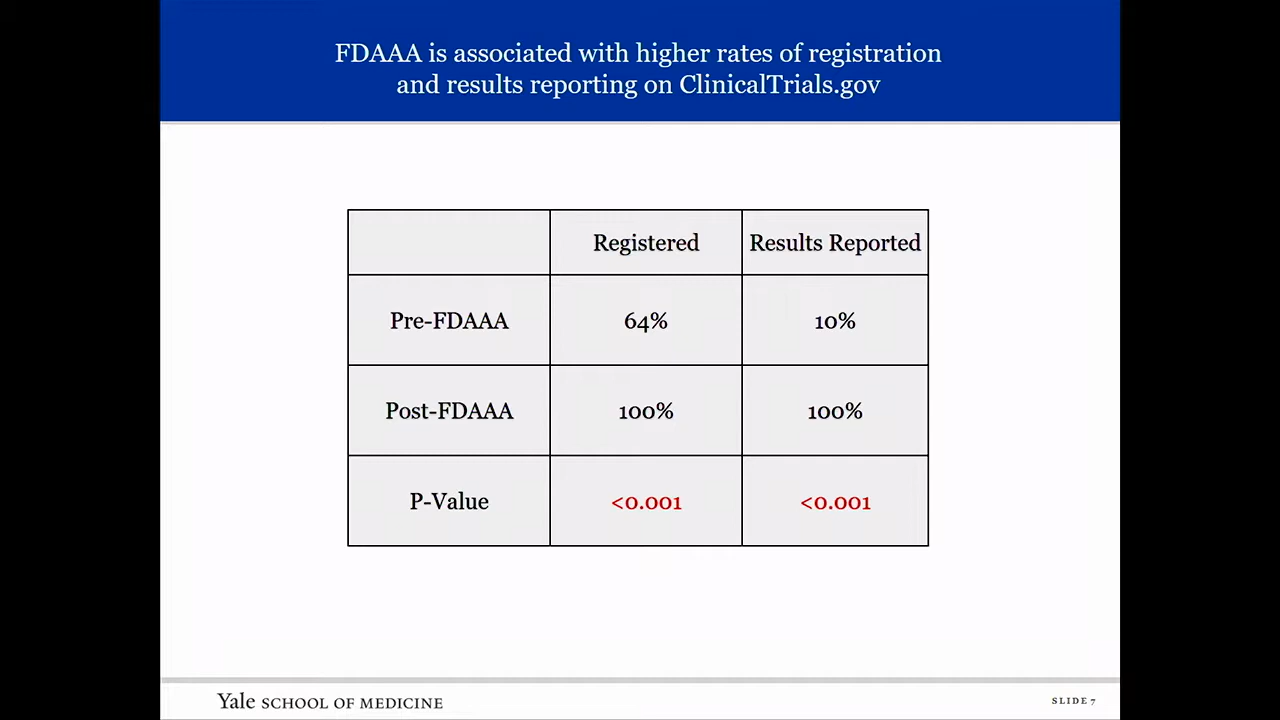 FDAAA is associated with higher rates of registration
and results reporting on ClinicalTrials.gov
Registered Results Reported
Pre-FDAAA 64% 10%
Post-FDAAA 100% 100%
P-Value <0.001 <0.001
Yale SCHOOL OF MEDICINE
SLIDE 7